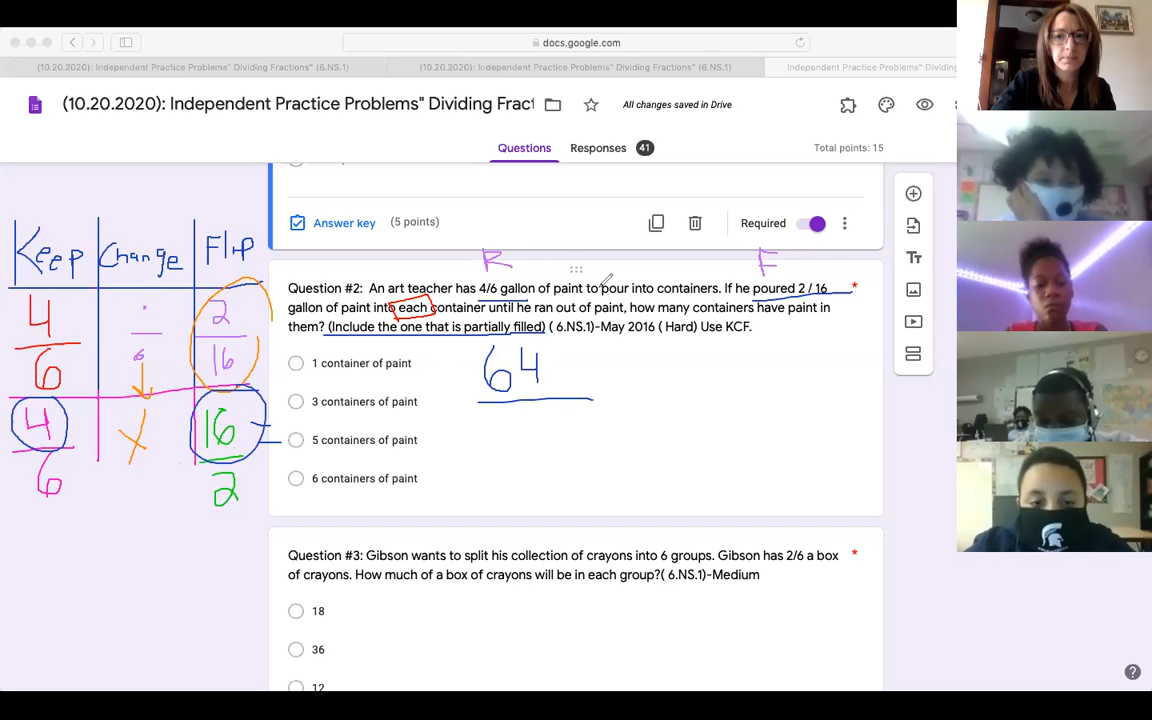 docs.google.com
(10.20.2020): Independent Practice Problems" Dividing Fractions" (6.NS.1)
(10.20.2020): Independent Practice Problems" Dividing Fractions" (6.NS.1)
Independent Practice Problems" Dividing
(10.20.2020): Independent Practice Problems" Dividing Fract
All changes saved in Drive
Questions
Responses 41
Total points: 15
Answer key
(5 points)
Required
Keep Change Flip
4 2
6 16
4 16
6 2
Question #2: An art teacher has 4/6 gallon of paint to pour into containers. If he poured 2 / 16 *
gallon of paint into each container until he ran out of paint, how many containers have paint in
them? (Include the one that is partially filled) ( 6.NS.1)-May 2016 ( Hard) Use KCF.
1 container of paint
64
3 containers of paint
5 containers of paint
6 containers of paint
Question #3: Gibson wants to split his collection of crayons into 6 groups. Gibson has 2/6 a box *
of crayons. How much of a box of crayons will be in each group?( 6.NS.1)-Medium
18
36
12